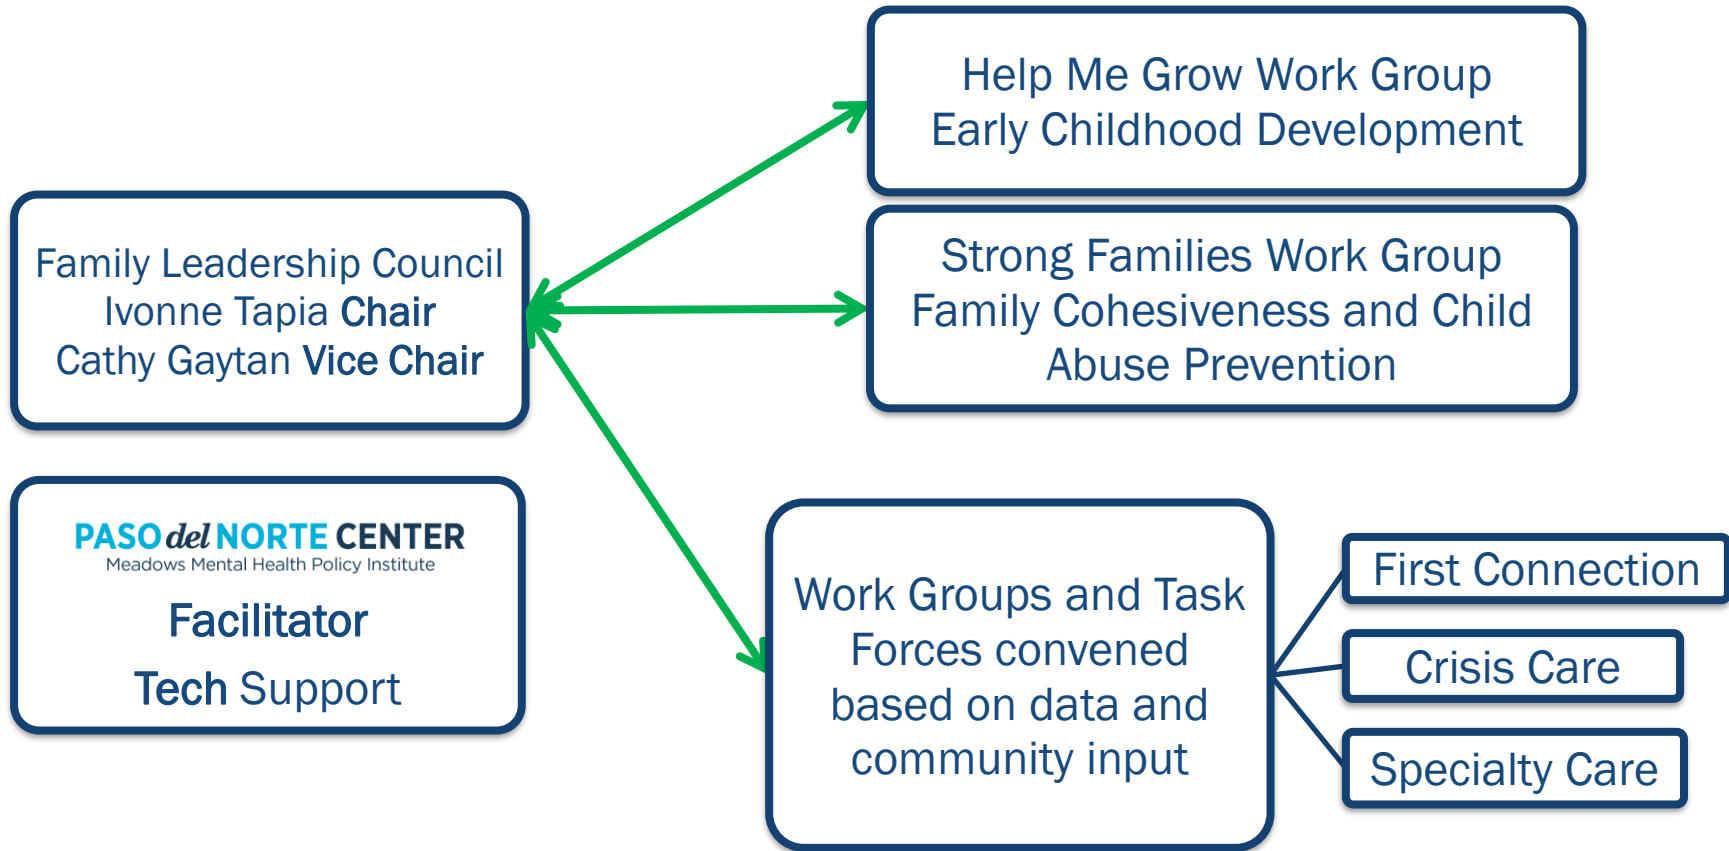 Family Leadership Council
Ivonne Tapia Chair
Cathy Gaytan Vice Chair
PASO del NORTE CENTER
Meadows Mental Health Policy Institute
Facilitator
Tech Support
Help Me Grow Work Group
Early Childhood Development
Strong Families Work Group
Family Cohesiveness and Child
Abuse Prevention
Work Groups and Task
Forces convened
based on data and
community input
First Connection
Crisis Care
Specialty Care